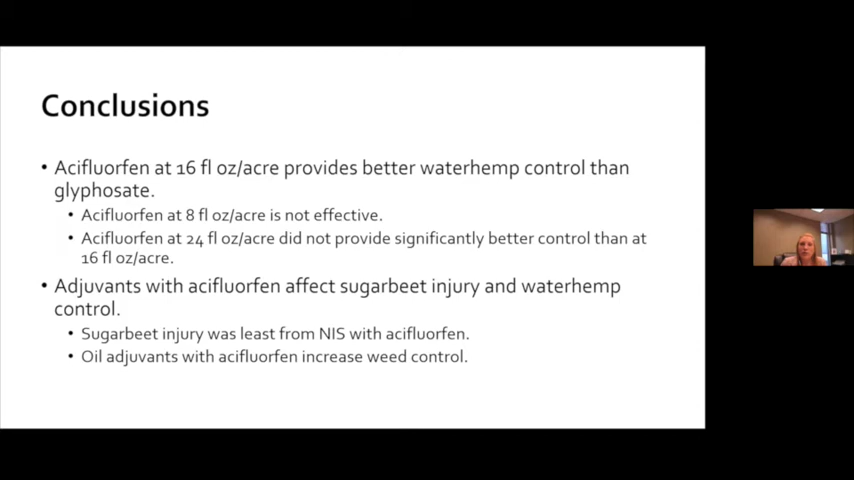 Conclusions
• Acifluorfen at 16 fl oz/acre provides better waterhemp control than
glyphosate.
• Acifluorfen at 8 fl oz/acre is not effective.
• Acifluorfen at 24 fl oz/acre did not provide significantly better control than at
16 fl oz/acre.
• Adjuvants with acifluorfen affect sugarbeet injury and waterhemp
control.
• Sugarbeet injury was least from NIS with acifluorfen.
• Oil adjuvants with acifluorfen increase weed control.